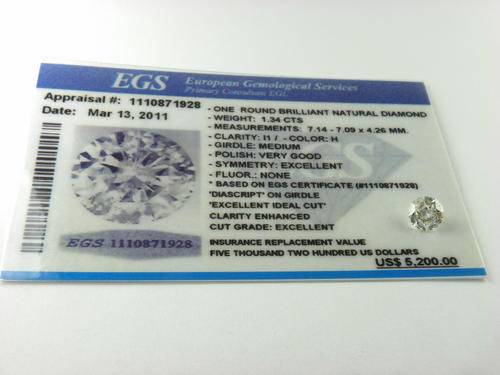 EGS European Gemological Services
Primary Consultant EGL
Appraisal #: 1110871928
Date: Mar 13, 2011
- ONE ROUND BRILLIANT NATURAL DIAMOND
- WEIGHT: 1.34 CTS
- MEASUREMENTS: 7.14 - 7.09 x 4.26 MM.
- CLARITY: I1 / - COLOR: H
- GIRDLE: MEDIUM
- POLISH: VERY GOOD
- SYMMETRY: EXCELLENT
- FLUOR.: NONE
* BASED ON EGS CERTIFICATE (#1110871928)
'DIASCRIPT' ON GIRDLE
'EXCELLENT IDEAL CUT'
CLARITY ENHANCED
CUT GRADE: EXCELLENT
EGS 1110871928
INSURANCE REPLACEMENT VALUE
FIVE THOUSAND TWO HUNDRED US DOLLARS
US$ 5,200.00
EGS